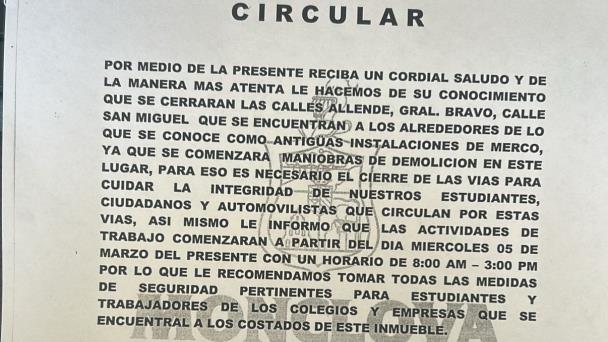 CIRCULAR
POR MEDIO DE LA PRESENTE RECIBA UN CORDIAL SALUDO Y DE
LA MANERA MAS ATENTA LE HACEMOS DE SU CONOCIMIENTO
QUE SE CERRARAN LAS CALLES ALLENDE, GRAL. BRAVO, CALLE
SAN MIGUEL QUE SE ENCUENTRAN A LOS ALREDEDORES DE LO
QUE SE CONOCE COMO ANTIGUAS INSTALACIONES DE MERCO,
YA QUE SE COMENZARA MANIOBRAS DE DEMOLICION EN ESTE
LUGAR, PARA ESO ES NECESARIO EL CIERRE DE LAS VIAS PARA
CUIDAR LA INTEGRIDAD DE NUESTROS ESTUDIANTES,
CIUDADANOS Y AUTOMOVILISTAS QUE CIRCULAN POR ESTAS
VIAS, ASI MISMO LE INFORMO QUE LAS ACTIVIDADES DE
TRABAJO COMENZARAN A PARTIR DEL DIA MIERCOLES 05 DE
MARZO DEL PRESENTE CON UN HORARIO DE 8:00 AM – 3:00 PM
POR LO QUE LE RECOMENDAMOS TOMAR TODAS LAS MEDIDAS
DE SEGURIDAD PERTINENTES PARA ESTUDIANTES Y
TRABAJADORES DE LOS COLEGIOS Y EMPRESAS QUE SE
ENCUENTRAL A LOS COSTADOS DE ESTE INMUEBLE.
MONCLOVA